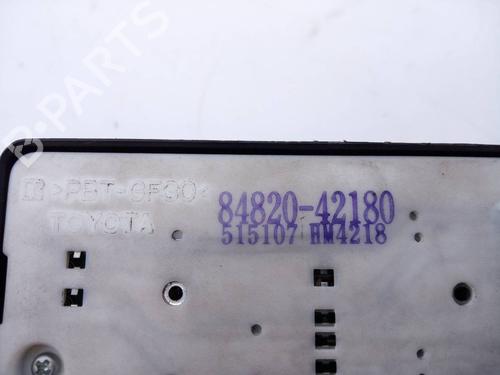 >PBT-GF30<
TOYOTA
84820-42180
515107 HM4218
B-Parts